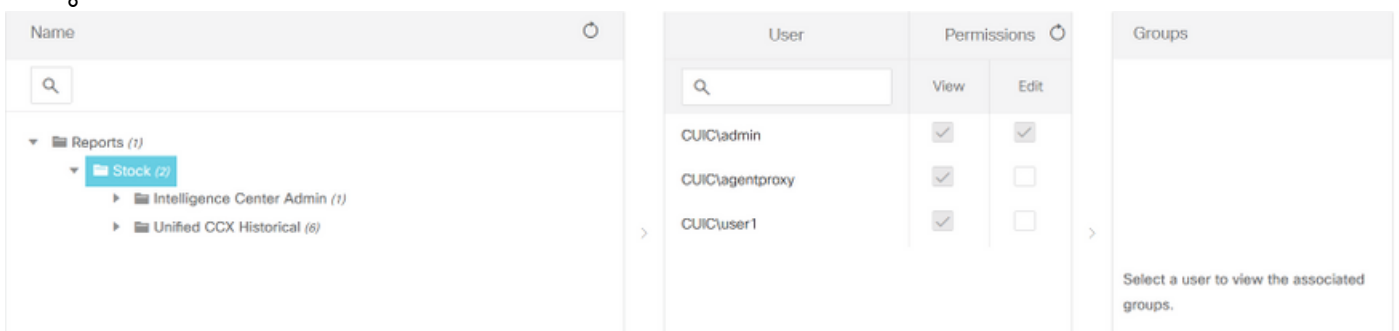 Name
Reports (1)
Stock (2)
Intelligence Center Admin (1)
Unified CCX Historical (6)
User
Permissions
View
Edit
CUIC\admin
CUIC\agentproxy
CUIC\user1
Groups
Select a user to view the associated
groups.